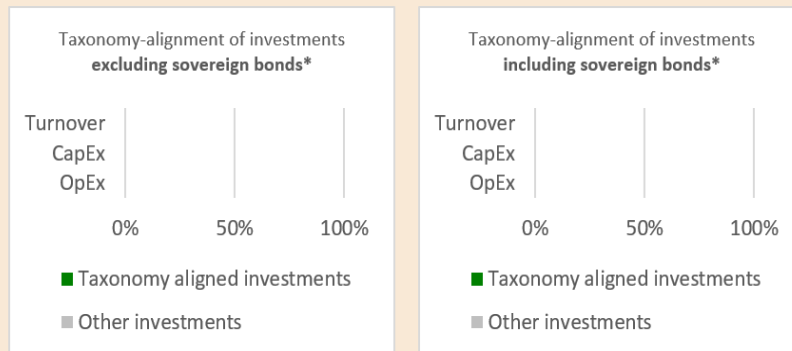 Taxonomy-alignment of investments
excluding sovereign bonds*
Turnover
CapEx
OpEx
0% 50% 100%
Taxonomy aligned investments
Other investments
Taxonomy-alignment of investments
including sovereign bonds*
Turnover
CapEx
OpEx
0% 50% 100%
Taxonomy aligned investments
Other investments